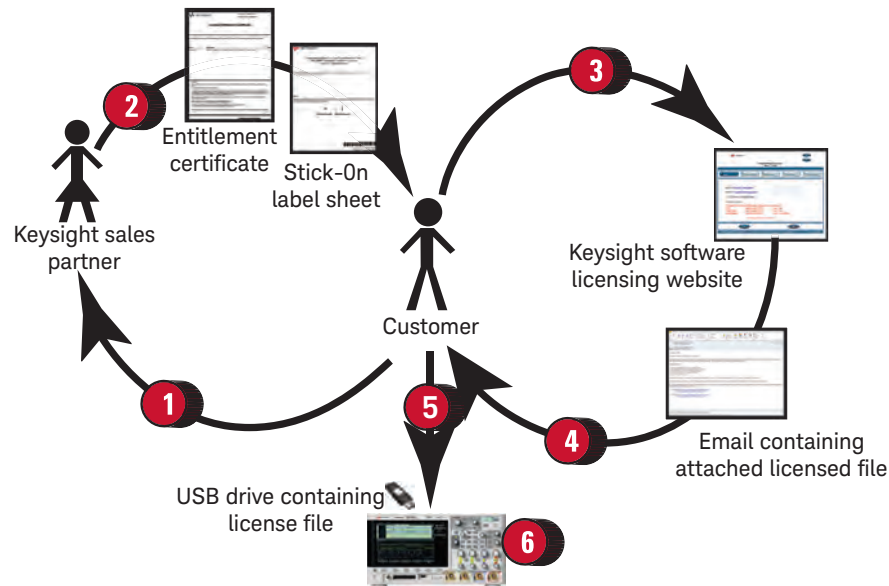 2
3
Entitlement
certificate
Stick-On
label sheet
Keysight sales
partner
Keysight software
licensing website
Customer
1
5
4
Email containing
attached licensed file
USB drive containing
license file
6